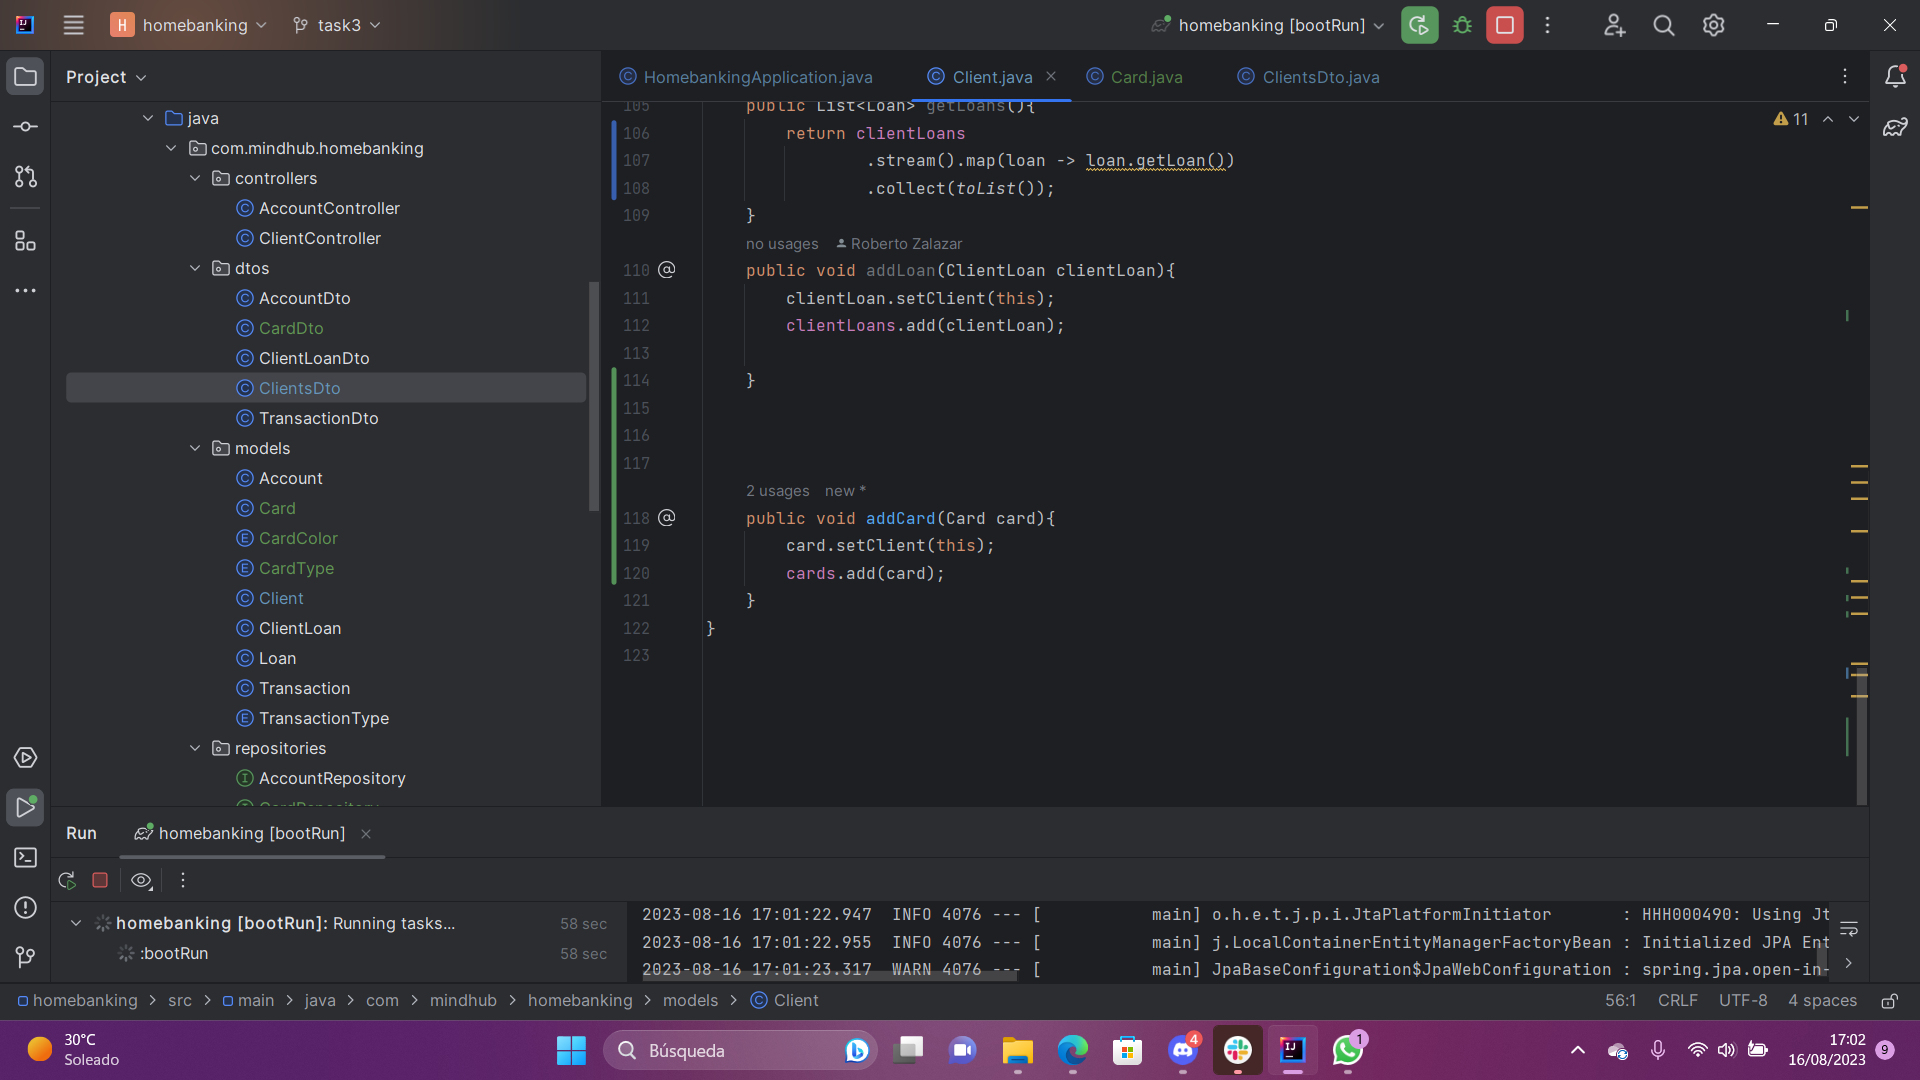 H homebanking task3 homebanking [bootRun]
Project
HomebankingApplication.java Client.java Card.java ClientsDto.java
java
com.mindhub.homebanking
controllers
AccountController
ClientController
dtos
AccountDto
CardDto
ClientLoanDto
ClientsDto
TransactionDto
models
Account
Card
CardColor
CardType
Client
ClientLoan
Loan
Transaction
TransactionType
repositories
AccountRepository
CardRepository
11
105 public List<Loan> getLoans(){
106 return clientLoans
107 .stream().map(loan -> loan.getLoan())
108 .collect(toList());
109 }
no usages Roberto Zalazar
110 @ public void addLoan(ClientLoan clientLoan){
111 clientLoan.setClient(this);
112 clientLoans.add(clientLoan);
113
114 }
115
116
117
2 usages new *
118 @ public void addCard(Card card){
119 card.setClient(this);
120 cards.add(card);
121 }
122 }
123
Run homebanking [bootRun]
homebanking [bootRun]: Running tasks... 58 sec
:bootRun 58 sec
2023-08-16 17:01:22.947 INFO 4076 --- [ main] o.h.e.t.j.p.i.JtaPlatformInitiator : HHH000490: Using Jt
2023-08-16 17:01:22.955 INFO 4076 --- [ main] j.LocalContainerEntityManagerFactoryBean : Initialized JPA Ent
2023-08-16 17:01:23.317 WARN 4076 --- [ main] JpaBaseConfiguration$JpaWebConfiguration : spring.jpa.open-in-
homebanking > src > main > java > com > mindhub > homebanking > models > Client 56:1 CRLF UTF-8 4 spaces
30°C
Soleado
Búsqueda
4
1
17:02
16/08/2023
9